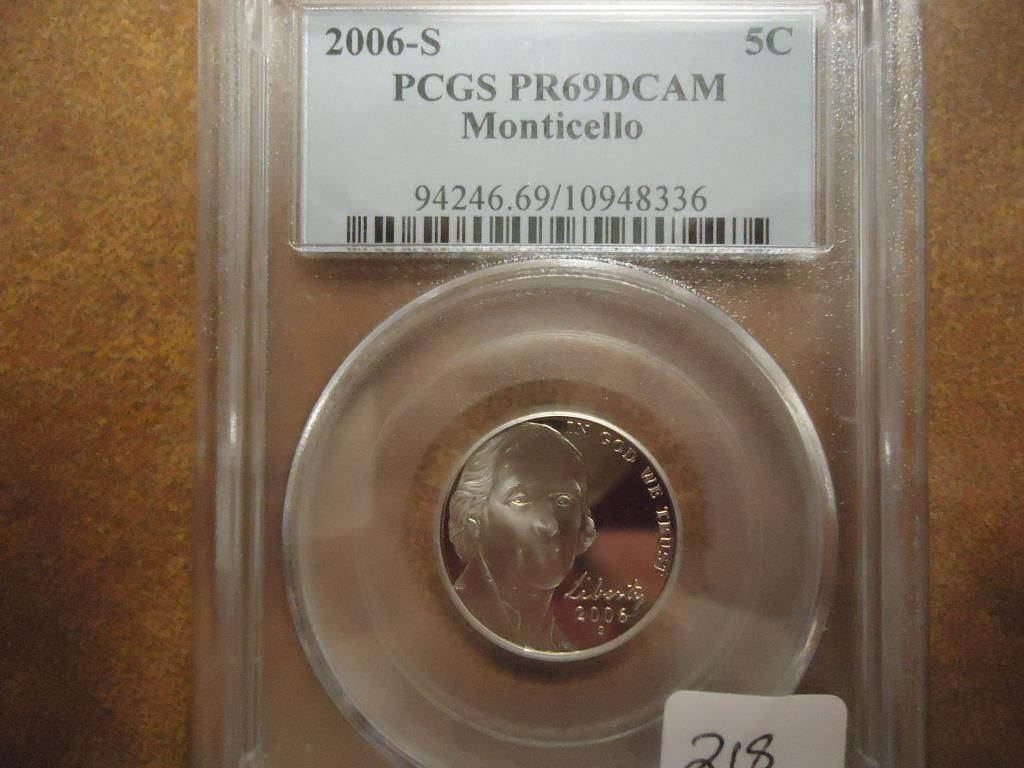 2006-S 5C
PCGS PR69DCAM
Monticello
94246.69/10948336
IN GOD WE TRUST
Liberty
2006
S
218